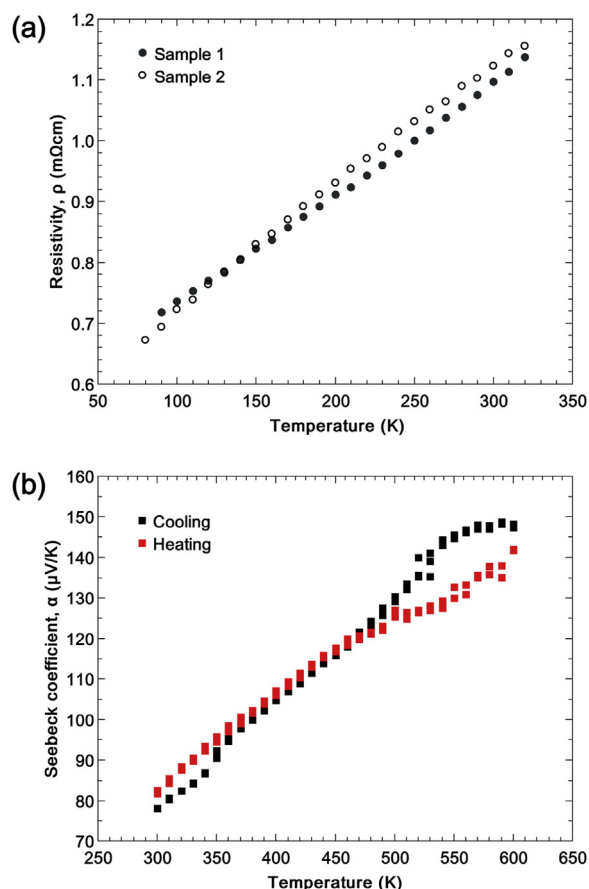 (a)
1.2
1.1
1.0
0.9
0.8
0.7
0.6
Resistivity, ρ (mΩcm)
Sample 1
Sample 2
50 100 150 200 250 300 350
Temperature (K)
(b)
160
150
140
130
120
110
100
90
80
70
Seebeck coefficient, α (μV/K)
Cooling
Heating
250 300 350 400 450 500 550 600 650
Temperature (K)